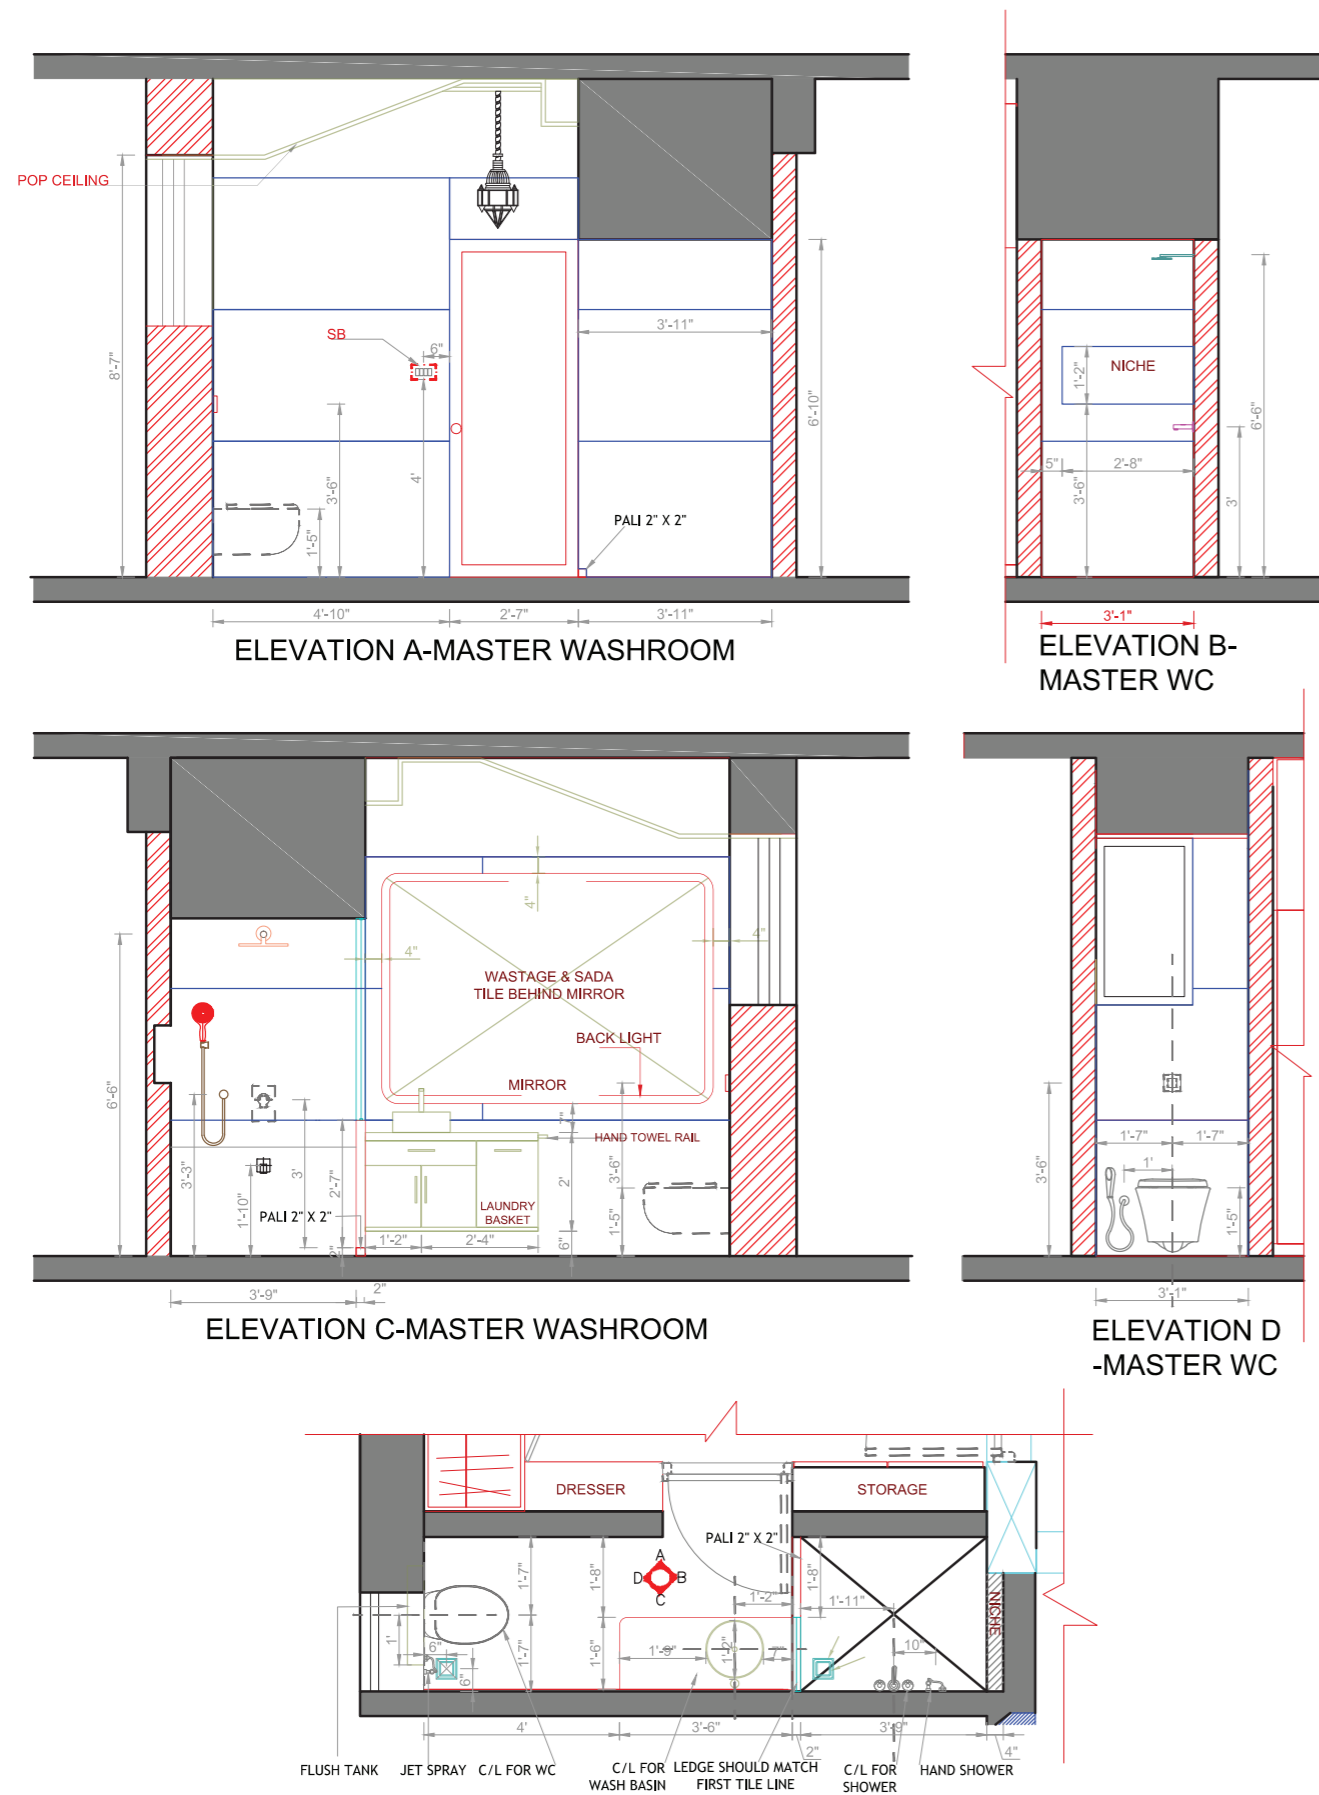 POP CEILING
8'-7"
SB
6"
3'-6"
4'
1'-5"
3'-11"
6'-10"
PALI 2" X 2"
4'-10"
2'-7"
3'-11"
ELEVATION A-MASTER WASHROOM
NICHE
1'-2"
5"
2'-8"
3'-6"
3'
6'-6"
3'-1"
ELEVATION B-
MASTER WC
4"
4"
4"
WASTAGE & SADA
TILE BEHIND MIRROR
BACK LIGHT
MIRROR
HAND TOWEL RAIL
7"
6'-6"
3'-3"
1'-10"
3'
2'-7"
2"
PALI 2" X 2"
LAUNDRY
BASKET
1'-2"
2'-4"
2'
6"
3'-6"
1'-5"
3'-9"
2"
ELEVATION C-MASTER WASHROOM
1'-7"
1'-7"
1'
3'-6"
1'-5"
3'-1"
ELEVATION D
-MASTER WC
DRESSER
STORAGE
PALI 2" X 2"
A
D
B
C
1'-7"
1'-8"
1'-2"
1'-8"
1'-11"
NICHE
1'
6"
6"
1'-7"
1'-6"
1'-9"
1'-2"
7"
10"
4'
3'-6"
2"
3'-9"
4"
FLUSH TANK
JET SPRAY
C/L FOR WC
C/L FOR
WASH BASIN
LEDGE SHOULD MATCH
FIRST TILE LINE
C/L FOR
SHOWER
HAND SHOWER